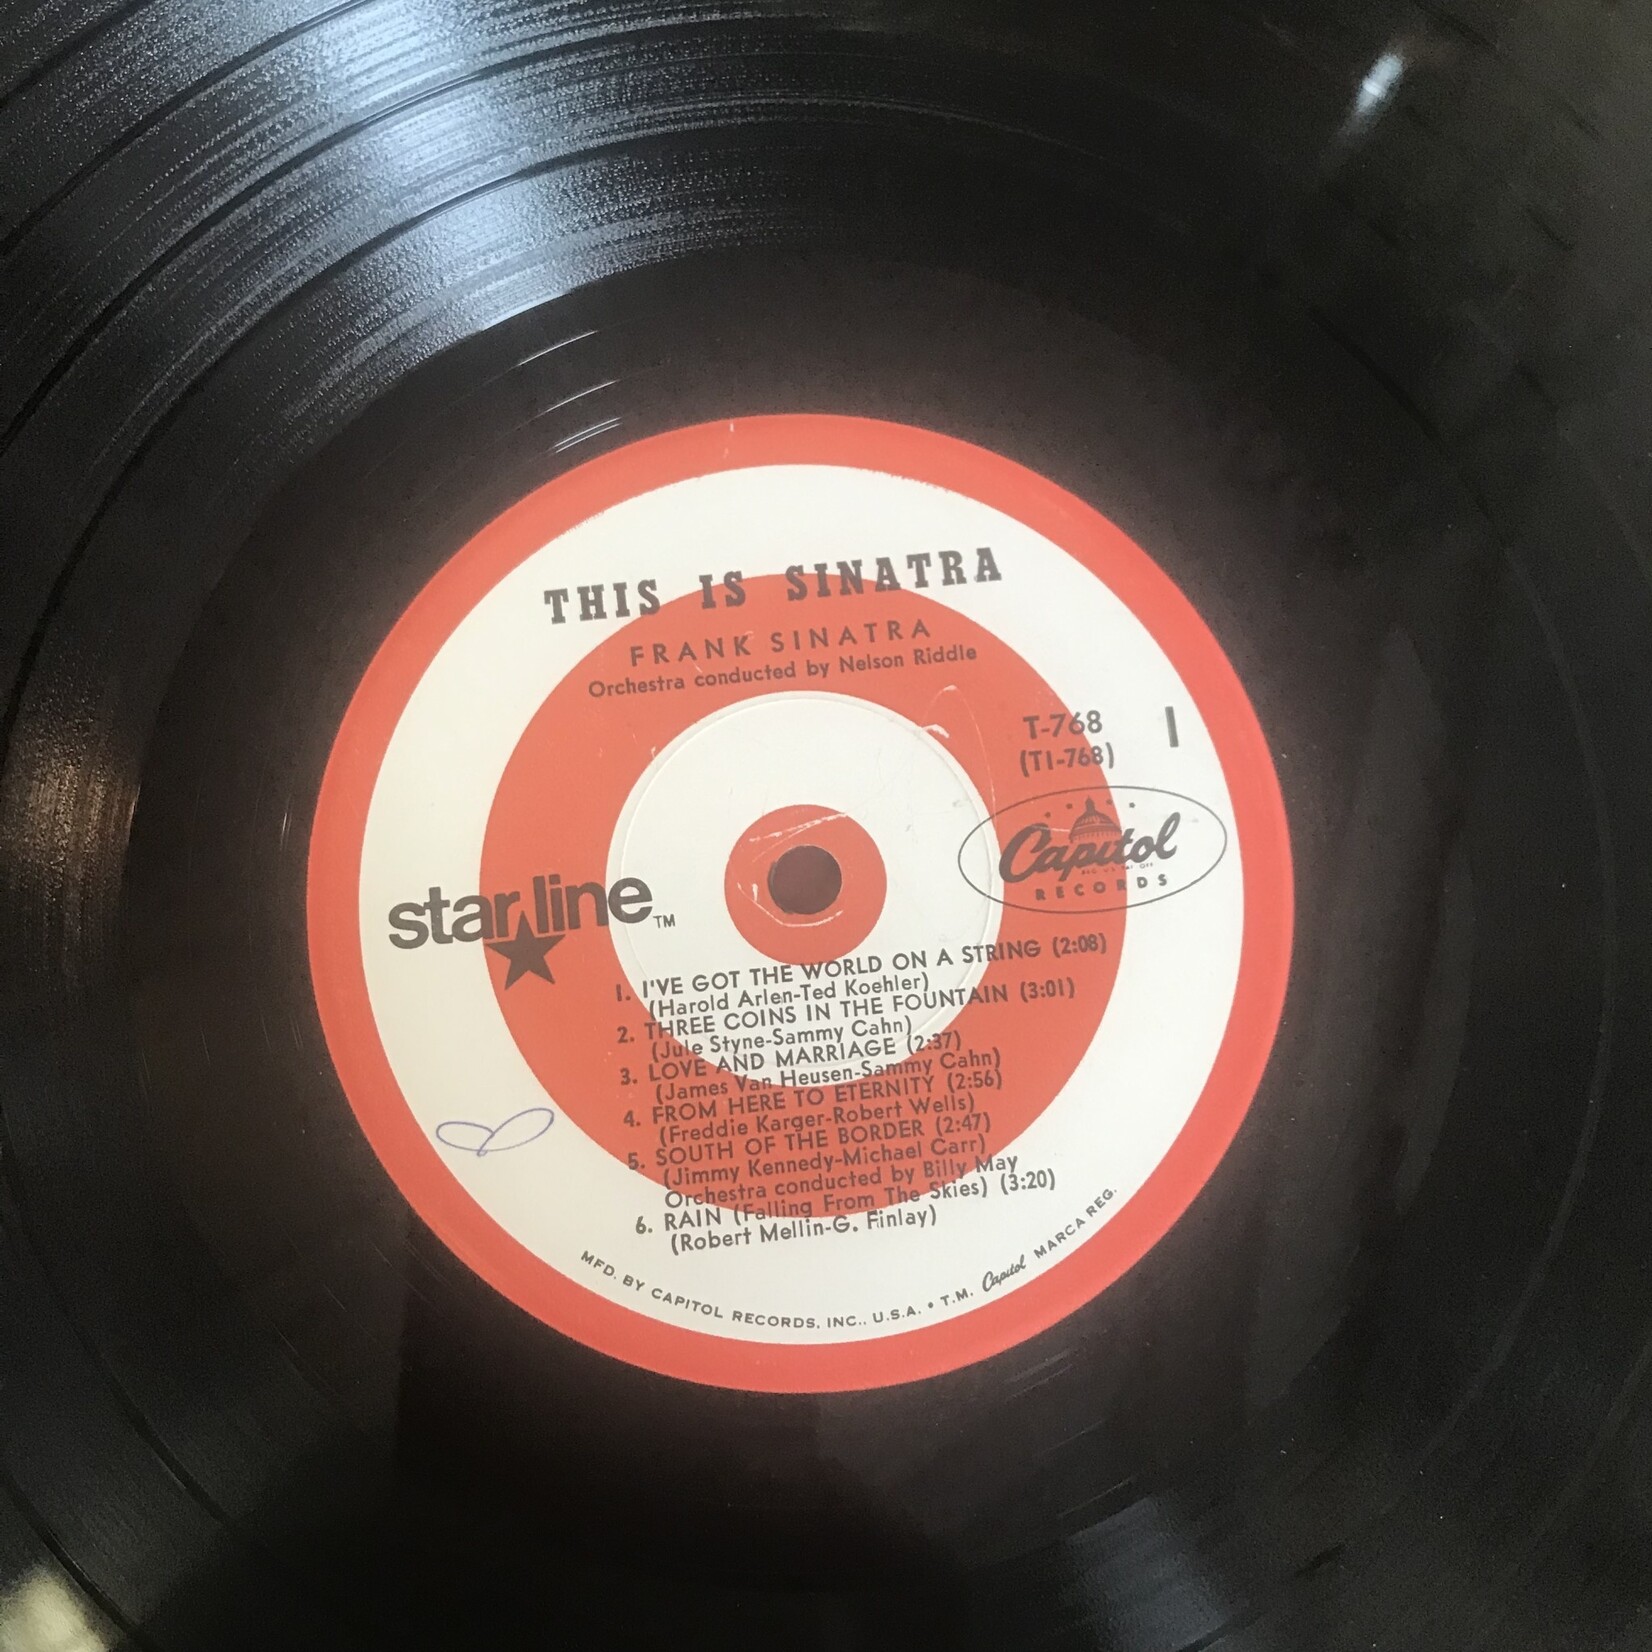 THIS IS SINATRA
FRANK SINATRA
Orchestra conducted by Nelson Riddle
T-768
(T1-768)
1
Capitol
RECORDS
starline™
1. I'VE GOT THE WORLD ON A STRING (2:08)
(Harold Arlen-Ted Koehler)
2. THREE COINS IN THE FOUNTAIN (3:01)
(Jule Styne-Sammy Cahn)
3. LOVE AND MARRIAGE (2:37)
(James Van Heusen-Sammy Cahn)
4. FROM HERE TO ETERNITY (2:56)
(Freddie Karger-Robert Wells)
5. SOUTH OF THE BORDER (2:47)
(Jimmy Kennedy-Michael Carr)
Orchestra conducted by Billy May
6. RAIN (Falling From The Skies) (3:20)
(Robert Mellin-G. Finlay)
MFD. BY CAPITOL RECORDS, INC., U.S.A. • T.M. Capitol MARCA REG.